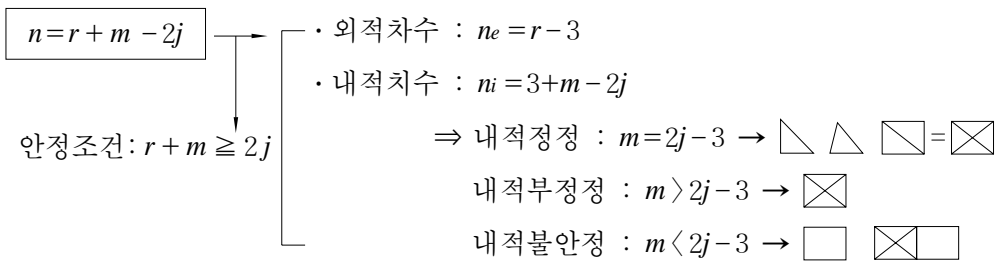 n=r+m-2j
· 외적차수 : ne=r-3
· 내적치수 : ni=3+m-2j
안정조건: r+m≧2j
⇒ 내적정정 : m=2j-3 → =
내적부정정 : m〉2j-3 →
내적불안정 : m〈2j-3 →